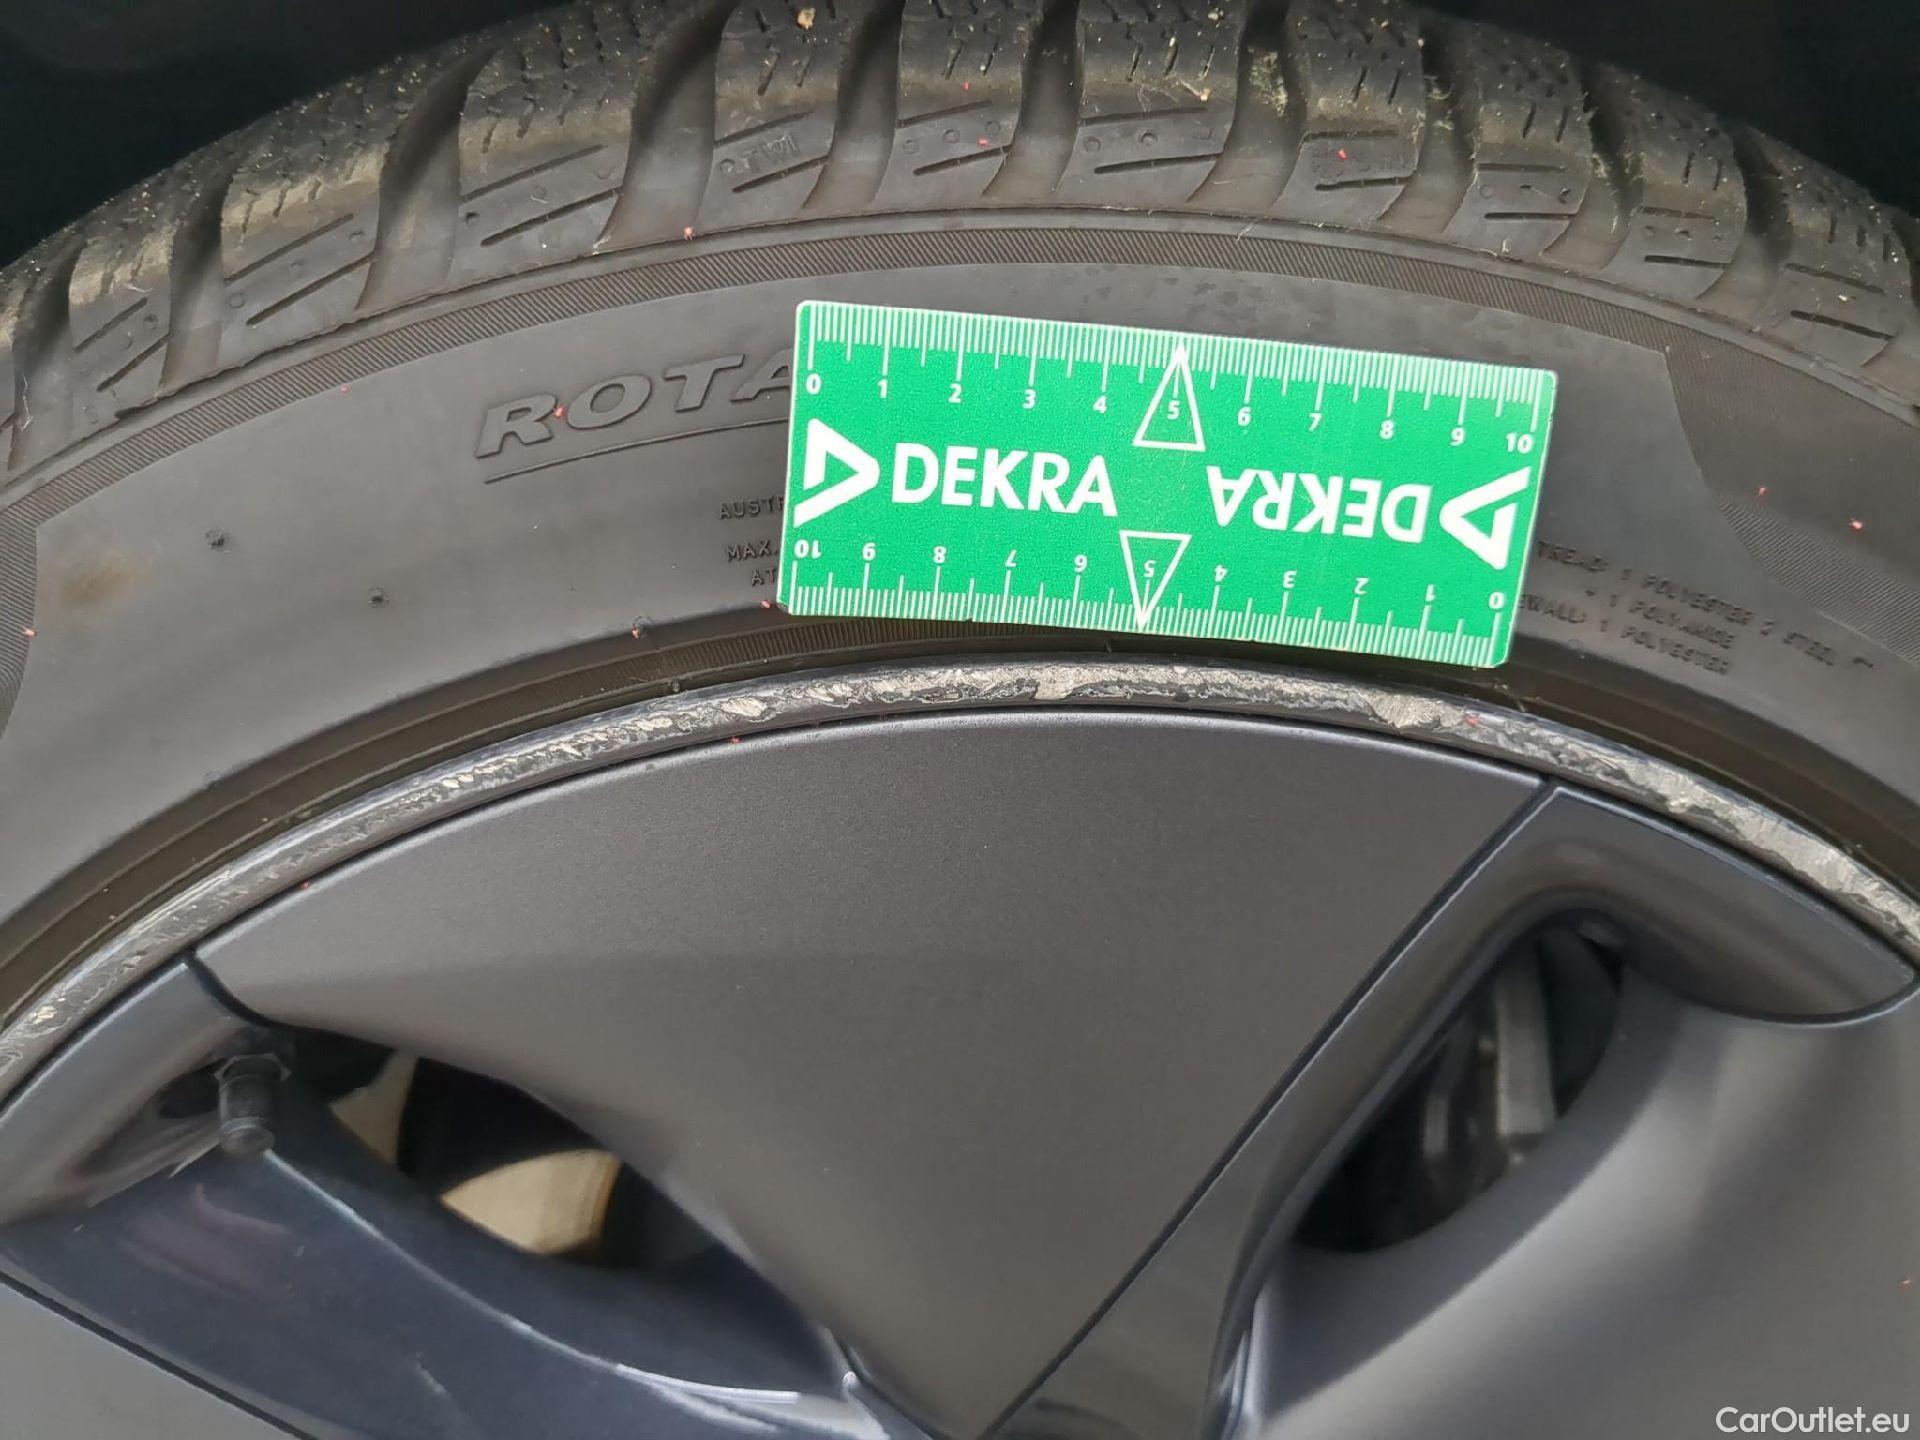 TWI
ROTA
0 1 2 3 4 5 6 7 8 9 10
DEKRA DEKRA
10 9 8 7 6 5 4 3 2 1 0
AUSTR
MAX.
AT
TREAD: 1 POLYESTER 2 STEEL
1 POLYAMIDE
EWALL: 1 POLYESTER
CarOutlet.eu